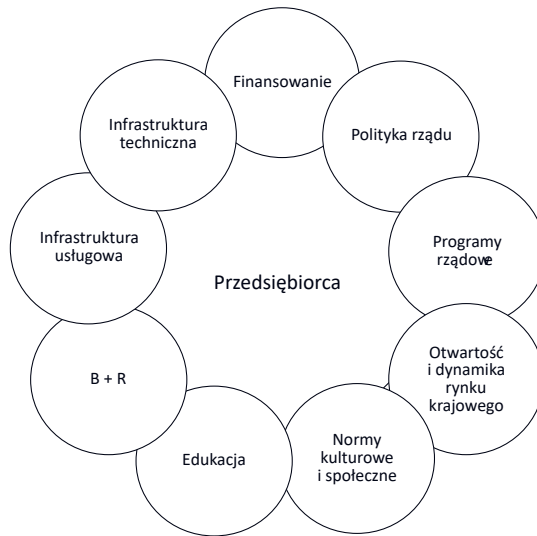 Finansowanie
Polityka rządu
Programy
rządowe
Otwartość
i dynamika
rynku
krajowego
Normy
kulturowe
i społeczne
Edukacja
B + R
Infrastruktura
usługowa
Infrastruktura
techniczna
Przedsiębiorca